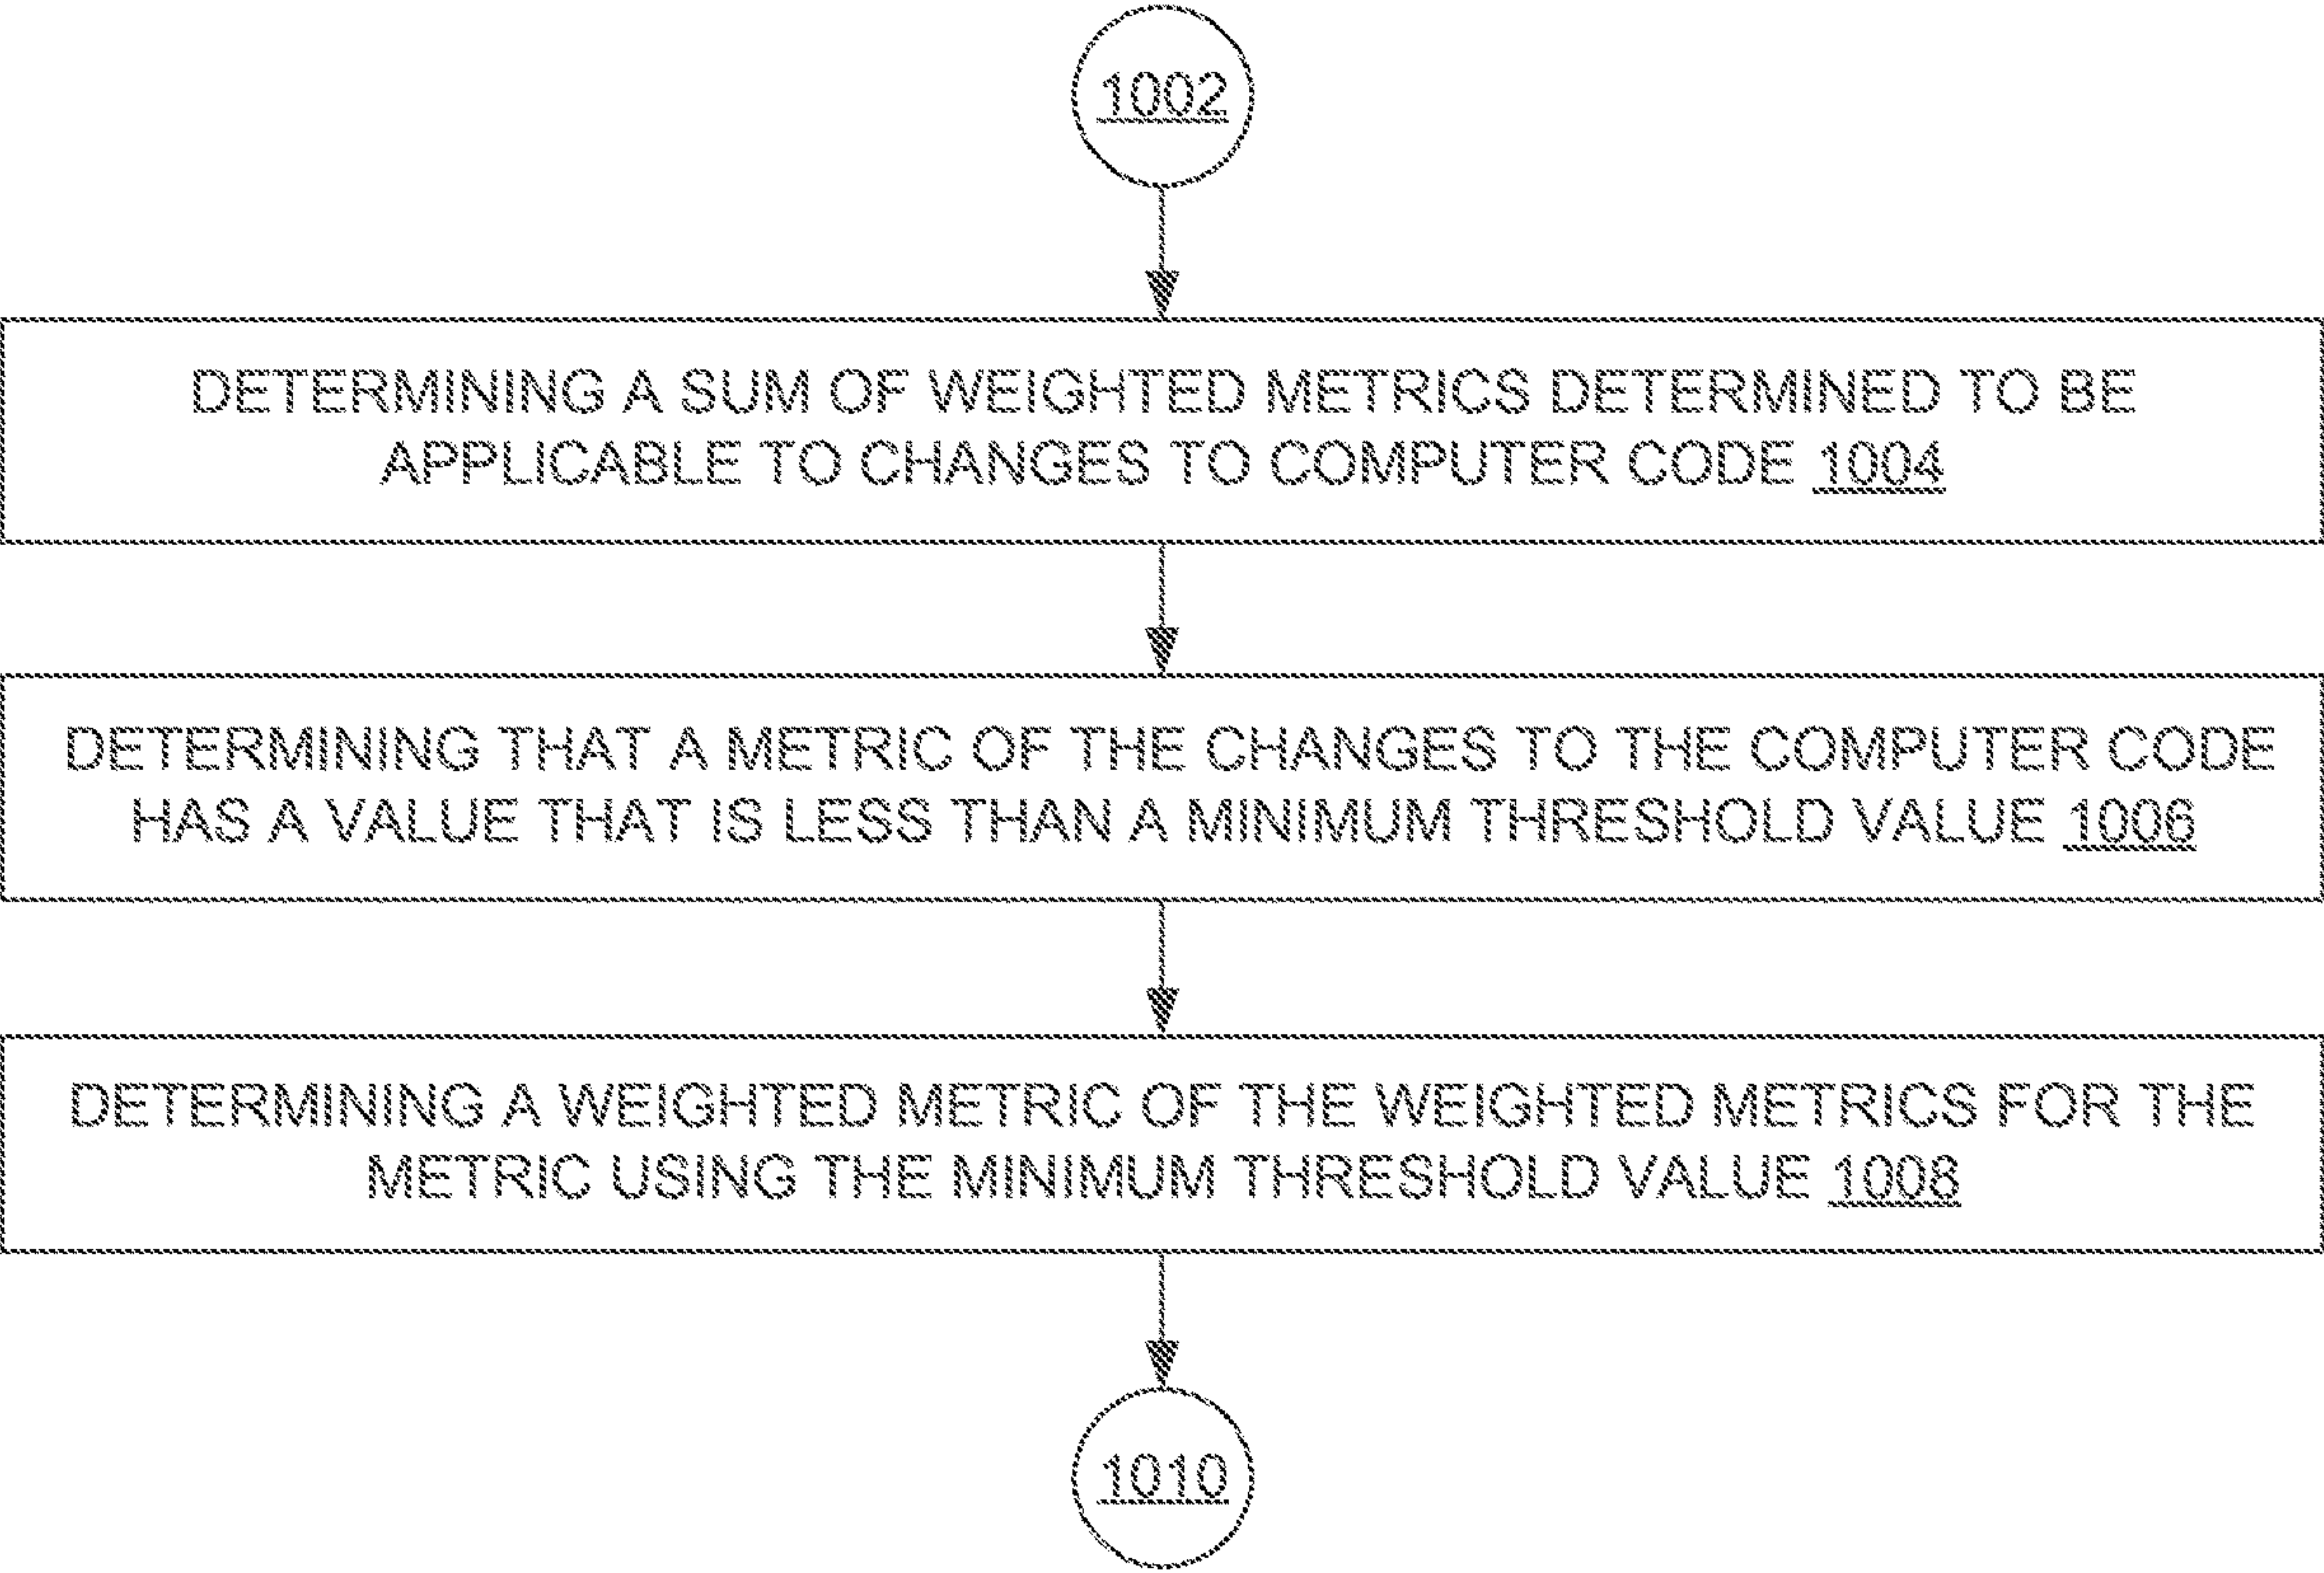 1002
DETERMINING A SUM OF WEIGHTED METRICS DETERMINED TO BE
APPLICABLE TO CHANGES TO COMPUTER CODE 1004
DETERMINING THAT A METRIC OF THE CHANGES TO THE COMPUTER CODE
HAS A VALUE THAT IS LESS THAN A MINIMUM THRESHOLD VALUE 1006
DETERMINING A WEIGHTED METRIC OF THE WEIGHTED METRICS FOR THE
METRIC USING THE MINIMUM THRESHOLD VALUE 1008
1010